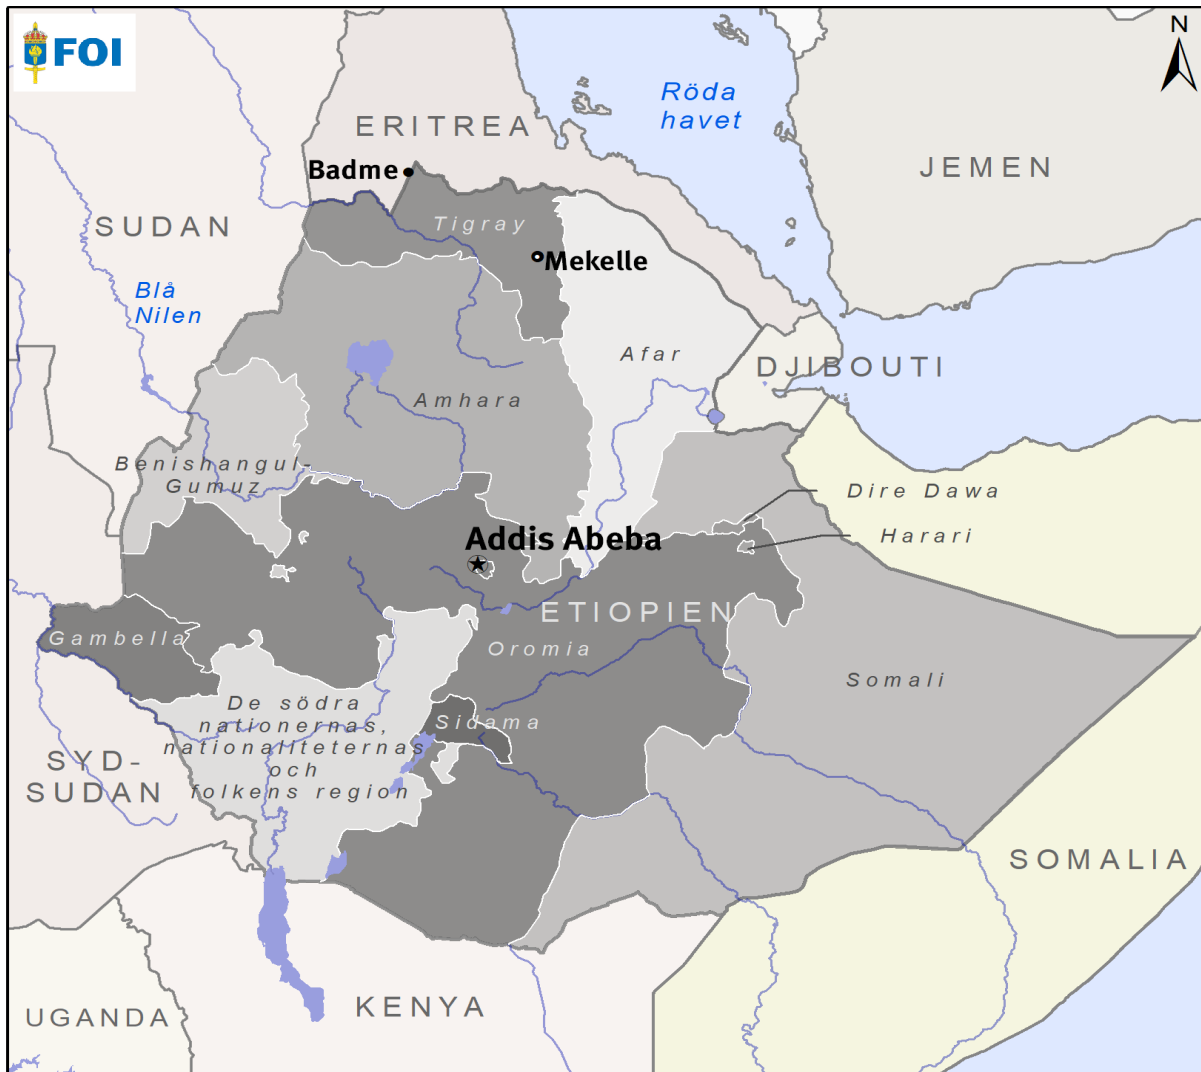 FOI
N
Röda
havet
ERITREA
JEMEN
Badme
Tigray
SUDAN
Mekelle
Blå
Nilen
Afar
DJIBOUTI
Amhara
Benishangul-
Gumuz
Dire Dawa
Harari
Addis Abeba
ETIOPIEN
Gambella
Oromia
Somali
De södra
nationernas,
nationaliteternas
och
folkens region
Sidama
SYD-
SUDAN
SOMALIA
KENYA
UGANDA